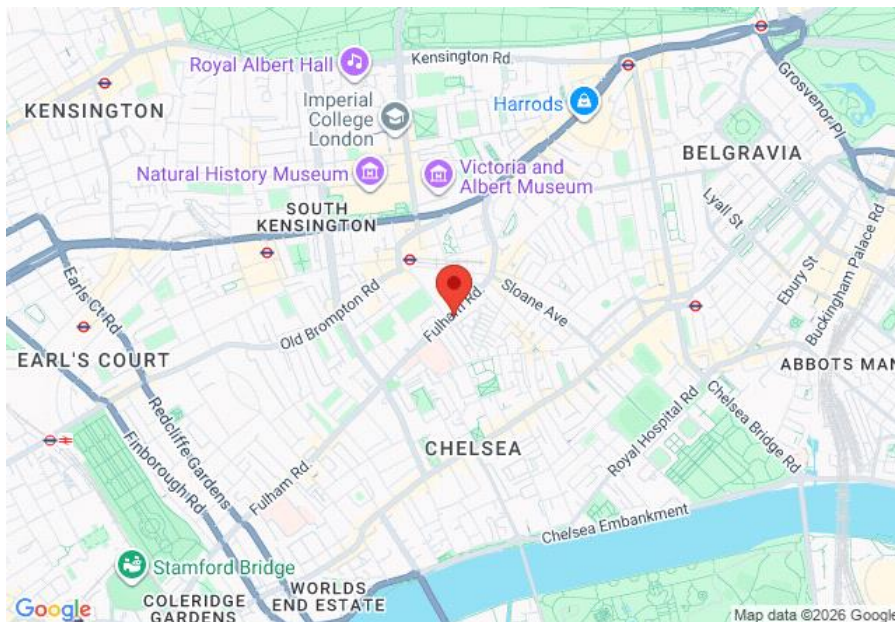 Royal Albert Hall
Kensington Rd
Grosvenor Pl
KENSINGTON
Imperial
College
London
Harrods
BELGRAVIA
Natural History Museum
Victoria and
Albert Museum
Lyall St
SOUTH
KENSINGTON
Buckingham Palace Rd
Ebury St
Earls Ct Rd
Old Brompton Rd
Sloane Ave
Fulham Rd
EARL'S COURT
ABBOTS MAN
Redcliffe Gardens
Finborough Rd
CHELSEA
Royal Hospital Rd
Chelsea Bridge Rd
Fulham Rd
Chelsea Embankment
Stamford Bridge
WORLDS
END ESTATE
COLERIDGE
GARDENS
Google
Map data ©2026 Google